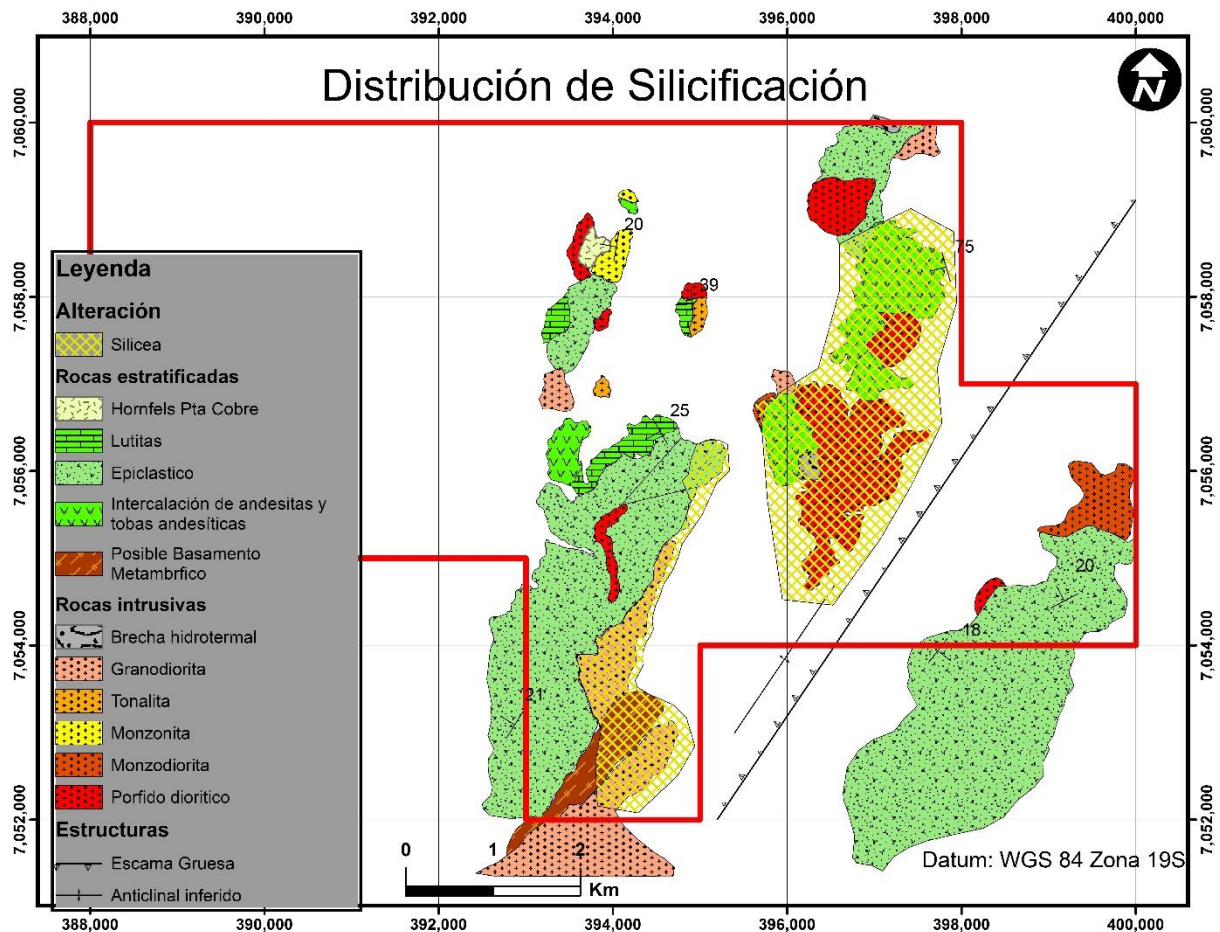 388,000 390,000 392,000 394,000 396,000 398,000 400,000
Distribución de Silicificación
N
7,060,000 7,060,000
7,058,000 7,058,000
7,056,000 7,056,000
7,054,000 7,054,000
7,052,000 7,052,000
20
75
39
25
20
18
21
Leyenda
Alteración
Silicea
Rocas estratificadas
Hornfels Pta Cobre
Lutitas
Epiclastico
Intercalación de andesitas y
tobas andesíticas
Posible Basamento
Metambrfico
Rocas intrusivas
Brecha hidrotermal
Granodiorita
Tonalita
Monzonita
Monzodiorita
Porfido dioritico
Estructuras
Escama Gruesa
Anticlinal inferido
0 1 2
Km
Datum: WGS 84 Zona 19S
388,000 390,000 392,000 394,000 396,000 398,000 400,000